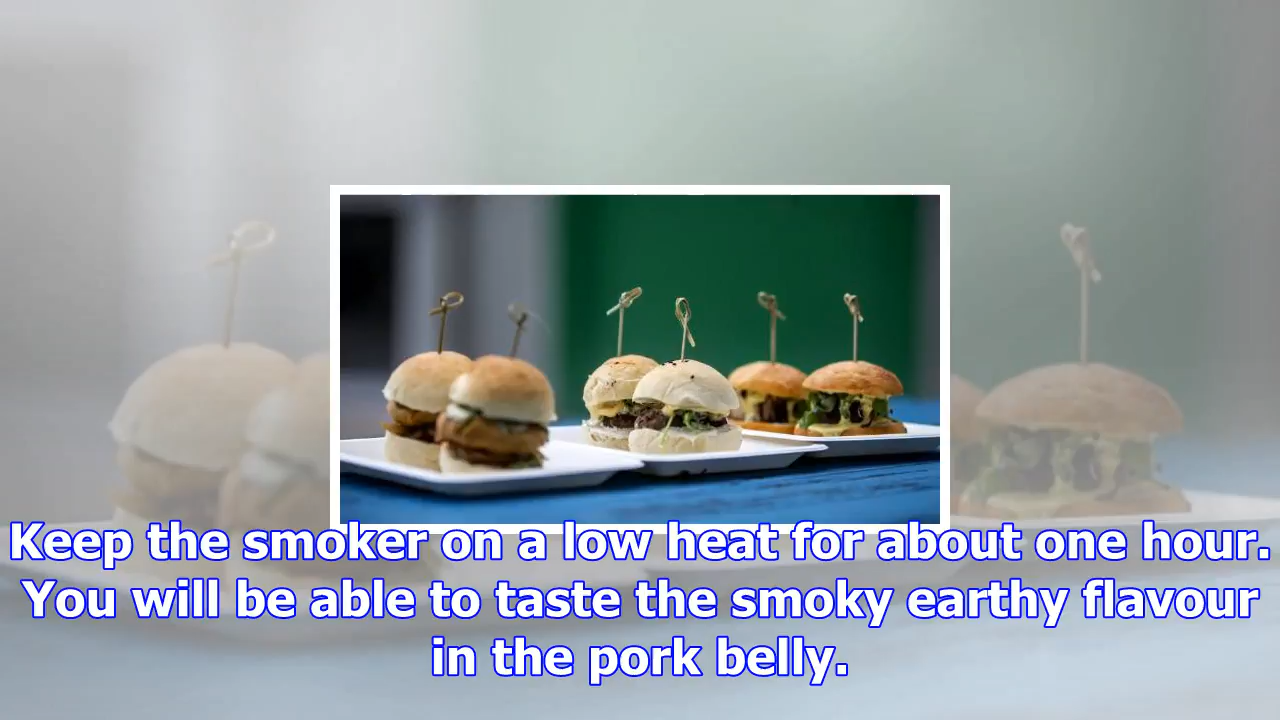 Keep the smoker on a low heat for about one hour.
You will be able to taste the smoky earthy flavour
in the pork belly.